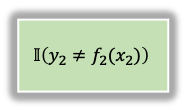 𝕀(y₂ ≠ f₂(x₂))